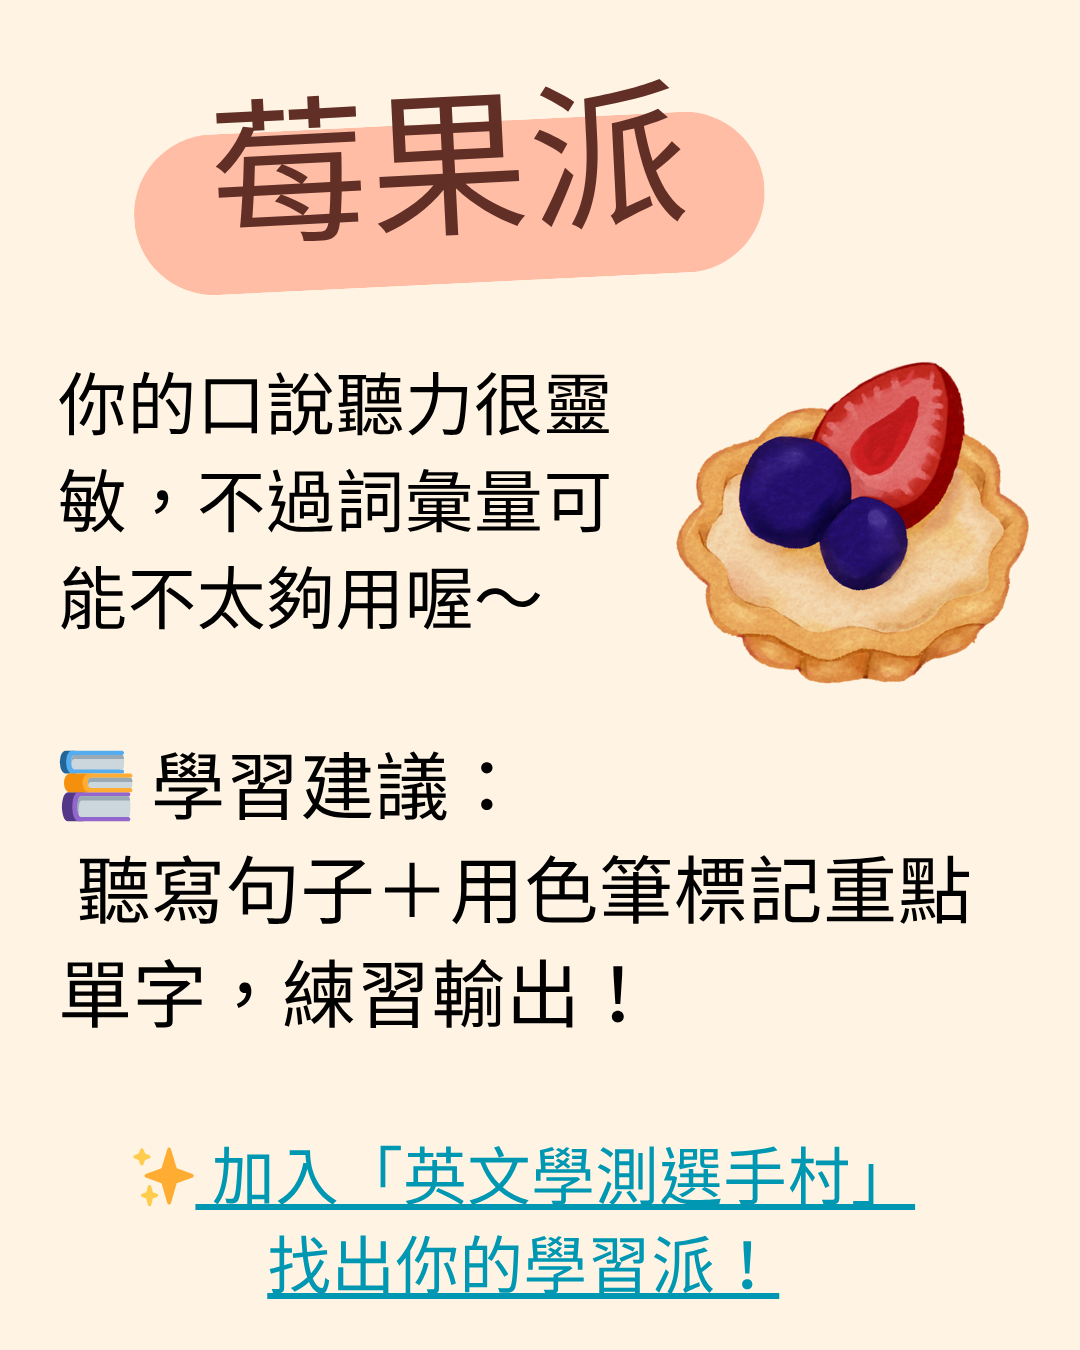 莓果派
你的口說聽力很靈
敏，不過詞彙量可
能不太夠用喔～
📚 學習建議：
聽寫句子＋用色筆標記重點
單字，練習輸出！
✨ 加入「英文學測選手村」
找出你的學習派！